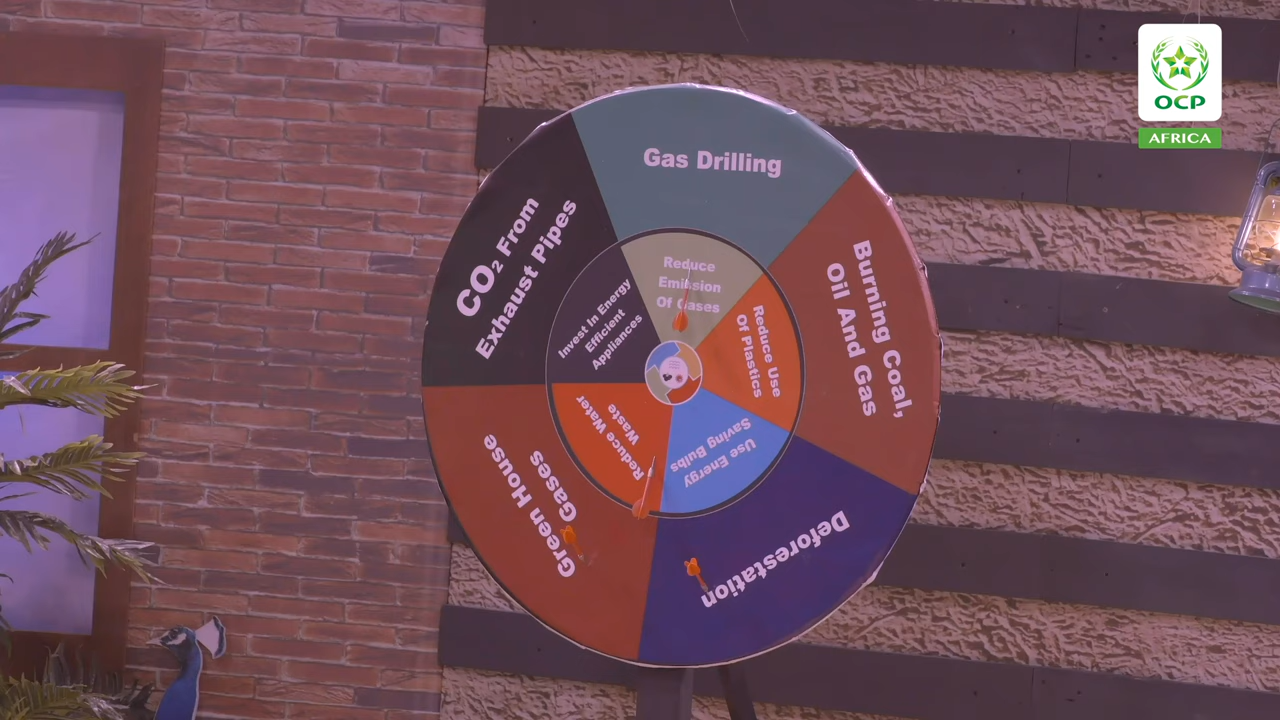 OCP
AFRICA
Gas Drilling
Burning Coal,
Oil And Gas
Deforestation
Green House
Gases
CO₂ From
Exhaust Pipes
Reduce
Emission
Of Gases
Reduce Use
Of Plastics
Use Energy
Saving Bulbs
Reduce Water
Waste
Invest In Energy
Efficient
Appliances